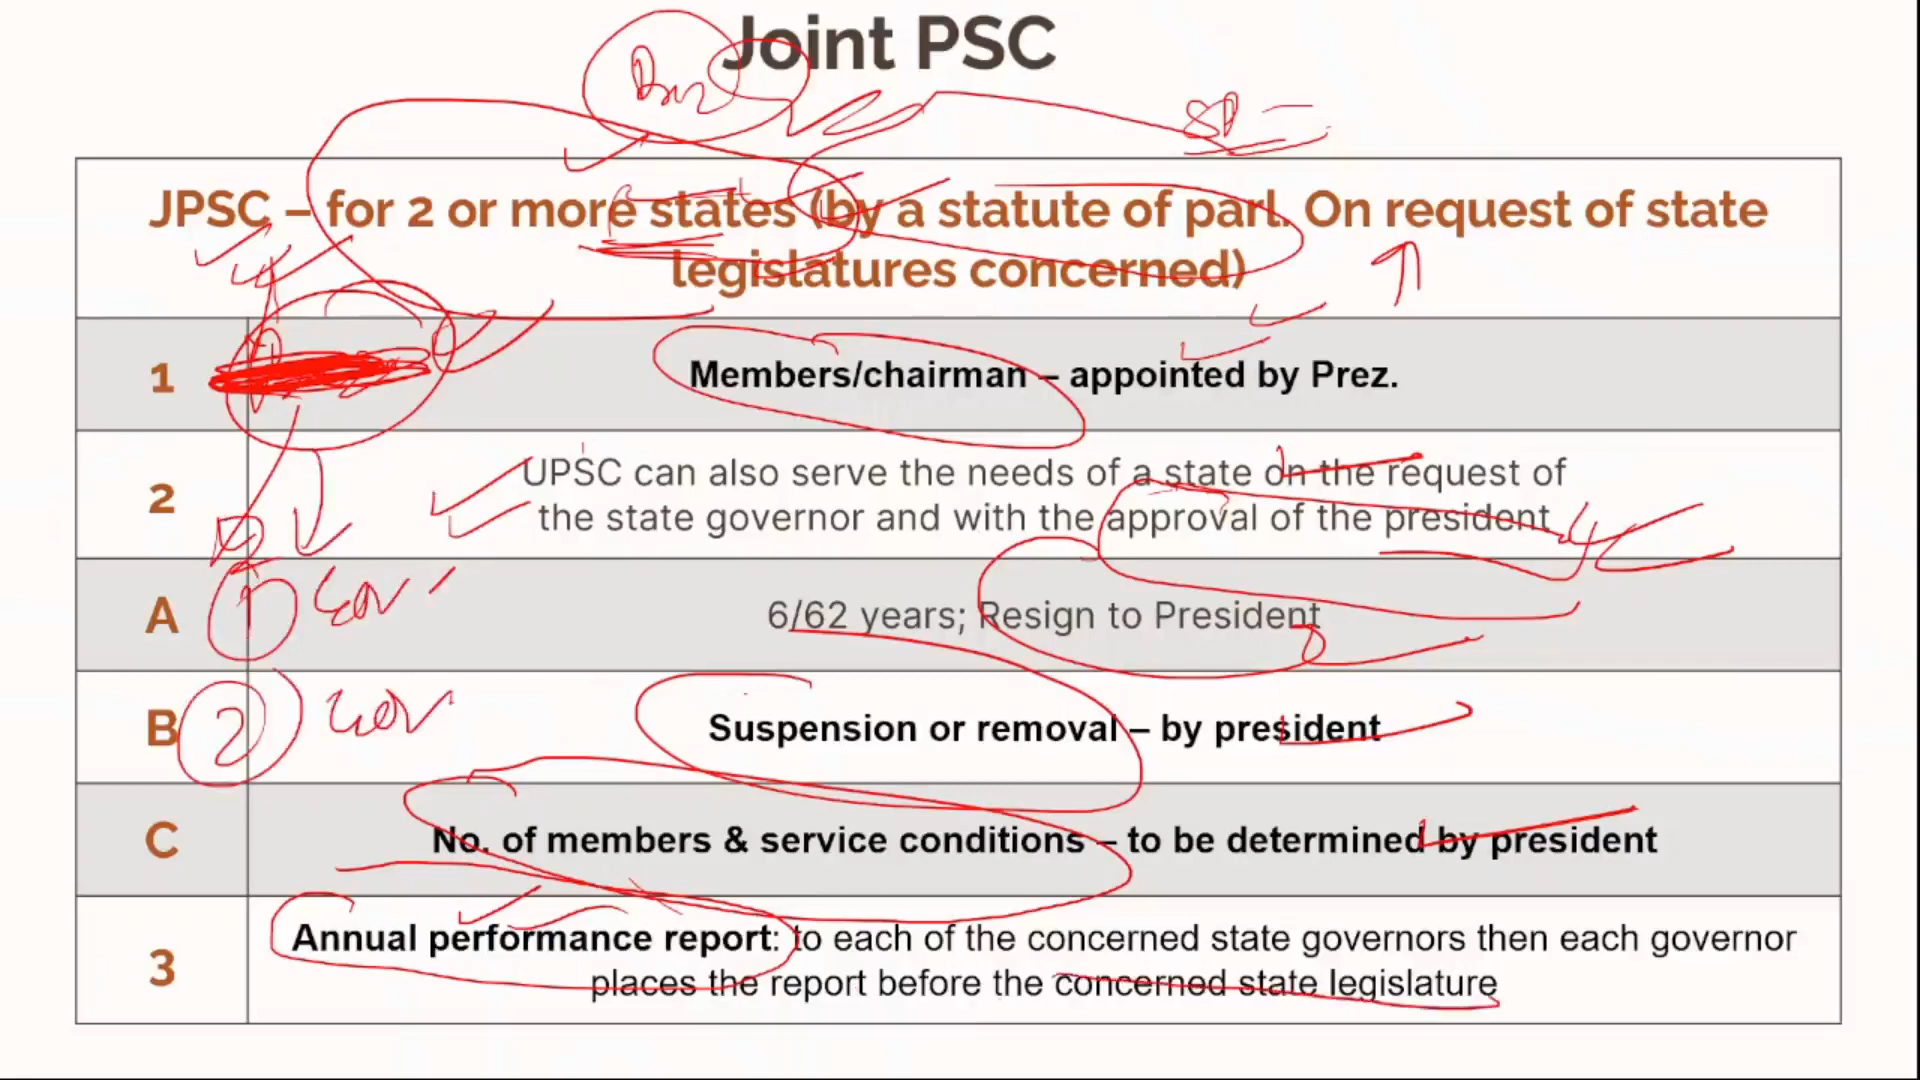 Joint PSC
JPSC – for 2 or more states (by a statute of parl. On request of state
legislatures concerned)
1 Members/chairman – appointed by Prez.
2 UPSC can also serve the needs of a state on the request of
the state governor and with the approval of the president
A 6/62 years; Resign to President
Gov
B 2 Gov Suspension or removal – by president
C No. of members & service conditions – to be determined by president
3 Annual performance report: to each of the concerned state governors then each governor
places the report before the concerned state legislature